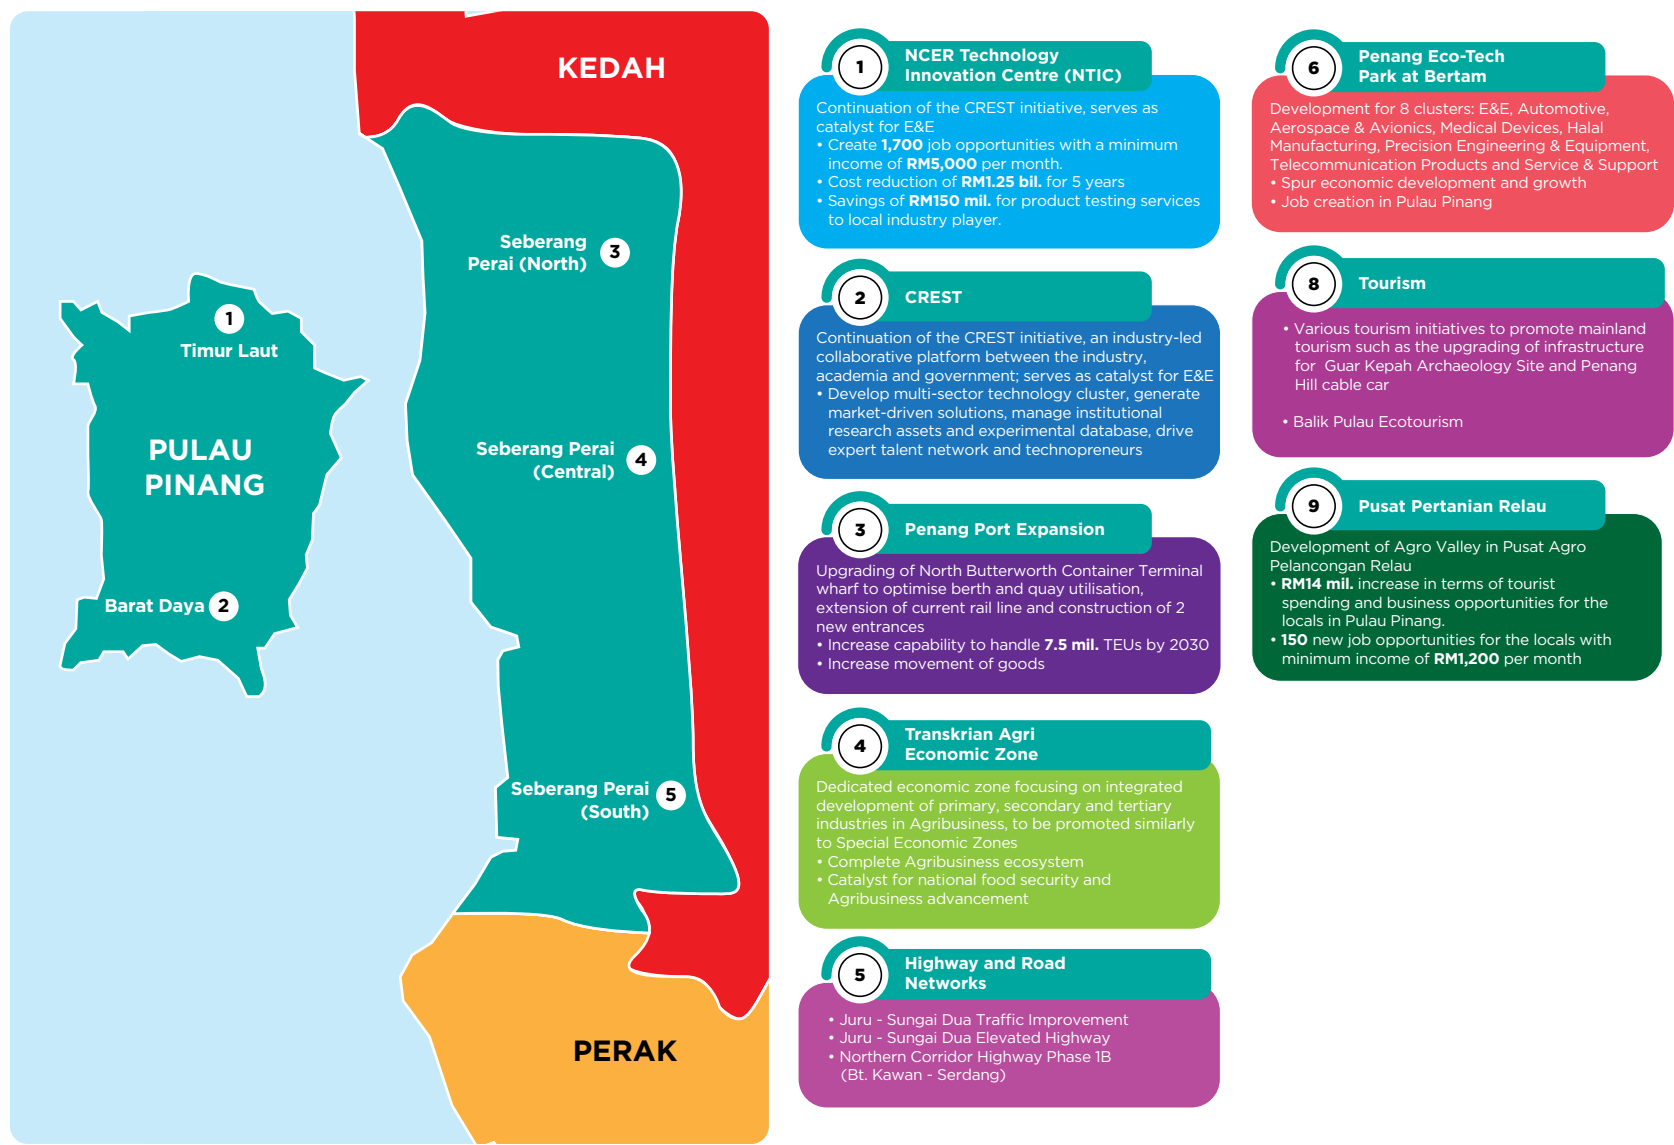 KEDAH
Seberang
Perai (North)
3
1
Timur Laut
PULAU
PINANG
Seberang Perai
(Central)
4
Barat Daya
2
Seberang Perai
(South)
5
PERAK
1
NCER Technology
Innovation Centre (NTIC)
Continuation of the CREST initiative, serves as
catalyst for E&E
• Create 1,700 job opportunities with a minimum
income of RM5,000 per month.
• Cost reduction of RM1.25 bil. for 5 years
• Savings of RM150 mil. for product testing services
to local industry player.
2
CREST
Continuation of the CREST initiative, an industry-led
collaborative platform between the industry,
academia and government; serves as catalyst for E&E
• Develop multi-sector technology cluster, generate
market-driven solutions, manage institutional
research assets and experimental database, drive
expert talent network and technopreneurs
3
Penang Port Expansion
Upgrading of North Butterworth Container Terminal
wharf to optimise berth and quay utilisation,
extension of current rail line and construction of 2
new entrances
• Increase capability to handle 7.5 mil. TEUs by 2030
• Increase movement of goods
4
Transkrian Agri
Economic Zone
Dedicated economic zone focusing on integrated
development of primary, secondary and tertiary
industries in Agribusiness, to be promoted similarly
to Special Economic Zones
• Complete Agribusiness ecosystem
• Catalyst for national food security and
Agribusiness advancement
5
Highway and Road
Networks
• Juru - Sungai Dua Traffic Improvement
• Juru - Sungai Dua Elevated Highway
• Northern Corridor Highway Phase 1B
(Bt. Kawan - Serdang)
6
Penang Eco-Tech
Park at Bertam
Development for 8 clusters: E&E, Automotive,
Aerospace & Avionics, Medical Devices, Halal
Manufacturing, Precision Engineering & Equipment,
Telecommunication Products and Service & Support
• Spur economic development and growth
• Job creation in Pulau Pinang
8
Tourism
• Various tourism initiatives to promote mainland
tourism such as the upgrading of infrastructure
for Guar Kepah Archaeology Site and Penang
Hill cable car
• Balik Pulau Ecotourism
9
Pusat Pertanian Relau
Development of Agro Valley in Pusat Agro
Pelancongan Relau
• RM14 mil. increase in terms of tourist
spending and business opportunities for the
locals in Pulau Pinang.
• 150 new job opportunities for the locals with
minimum income of RM1,200 per month